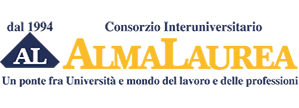 dal 1994 Consorzio Interuniversitario
AL ALMALAUREA
Un ponte fra Università e mondo del lavoro e delle professioni